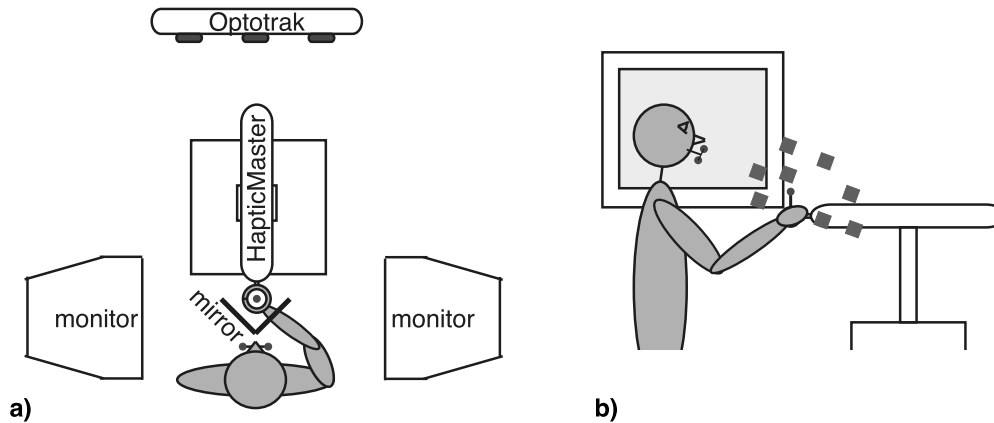 Optotrak
HapticMaster
mirror
monitor
monitor
a)
b)